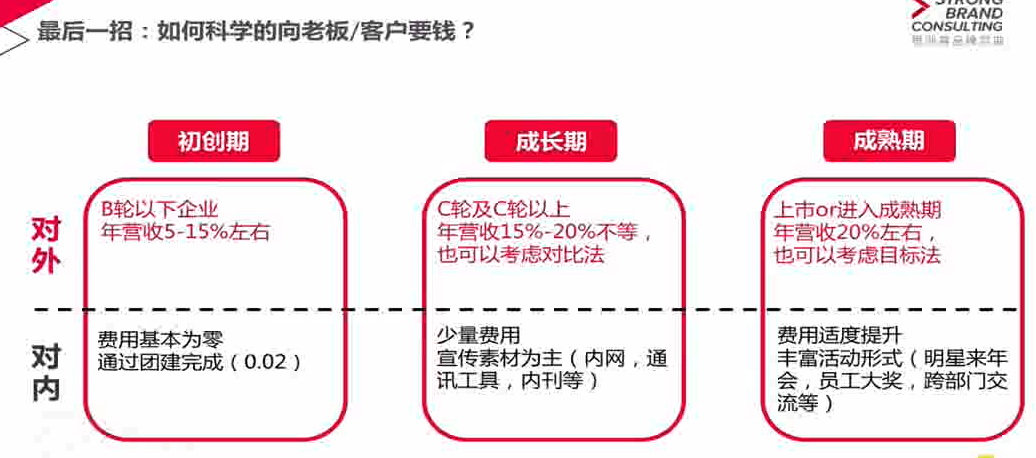 最后一招：如何科学的向老板/客户要钱？
STRONG
BRAND
CONSULTING
初创期
成长期
成熟期
对外
B轮以下企业
年营收5-15%左右
C轮及C轮以上
年营收15%-20%不等，
也可以考虑对比法
上市or进入成熟期
年营收20%左右，
也可以考虑目标法
对内
费用基本为零
通过团建完成（0.02）
少量费用
宣传素材为主（内网，通
讯工具，内刊等）
费用适度提升
丰富活动形式（明星来年
会，员工大奖，跨部门交
流等）